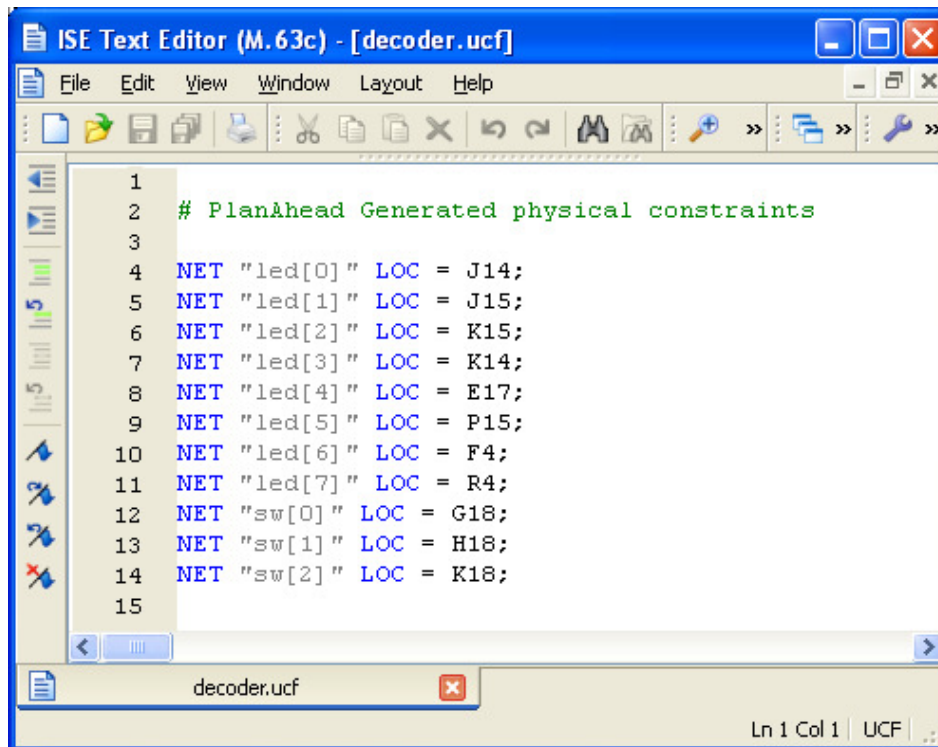 ISE Text Editor (M.63c) - [decoder.ucf]
File Edit View Window Layout Help
1
2 # PlanAhead Generated physical constraints
3
4 NET "led[0]" LOC = J14;
5 NET "led[1]" LOC = J15;
6 NET "led[2]" LOC = K15;
7 NET "led[3]" LOC = K14;
8 NET "led[4]" LOC = E17;
9 NET "led[5]" LOC = P15;
10 NET "led[6]" LOC = F4;
11 NET "led[7]" LOC = R4;
12 NET "sw[0]" LOC = G18;
13 NET "sw[1]" LOC = H18;
14 NET "sw[2]" LOC = K18;
15
decoder.ucf
Ln 1 Col 1 UCF